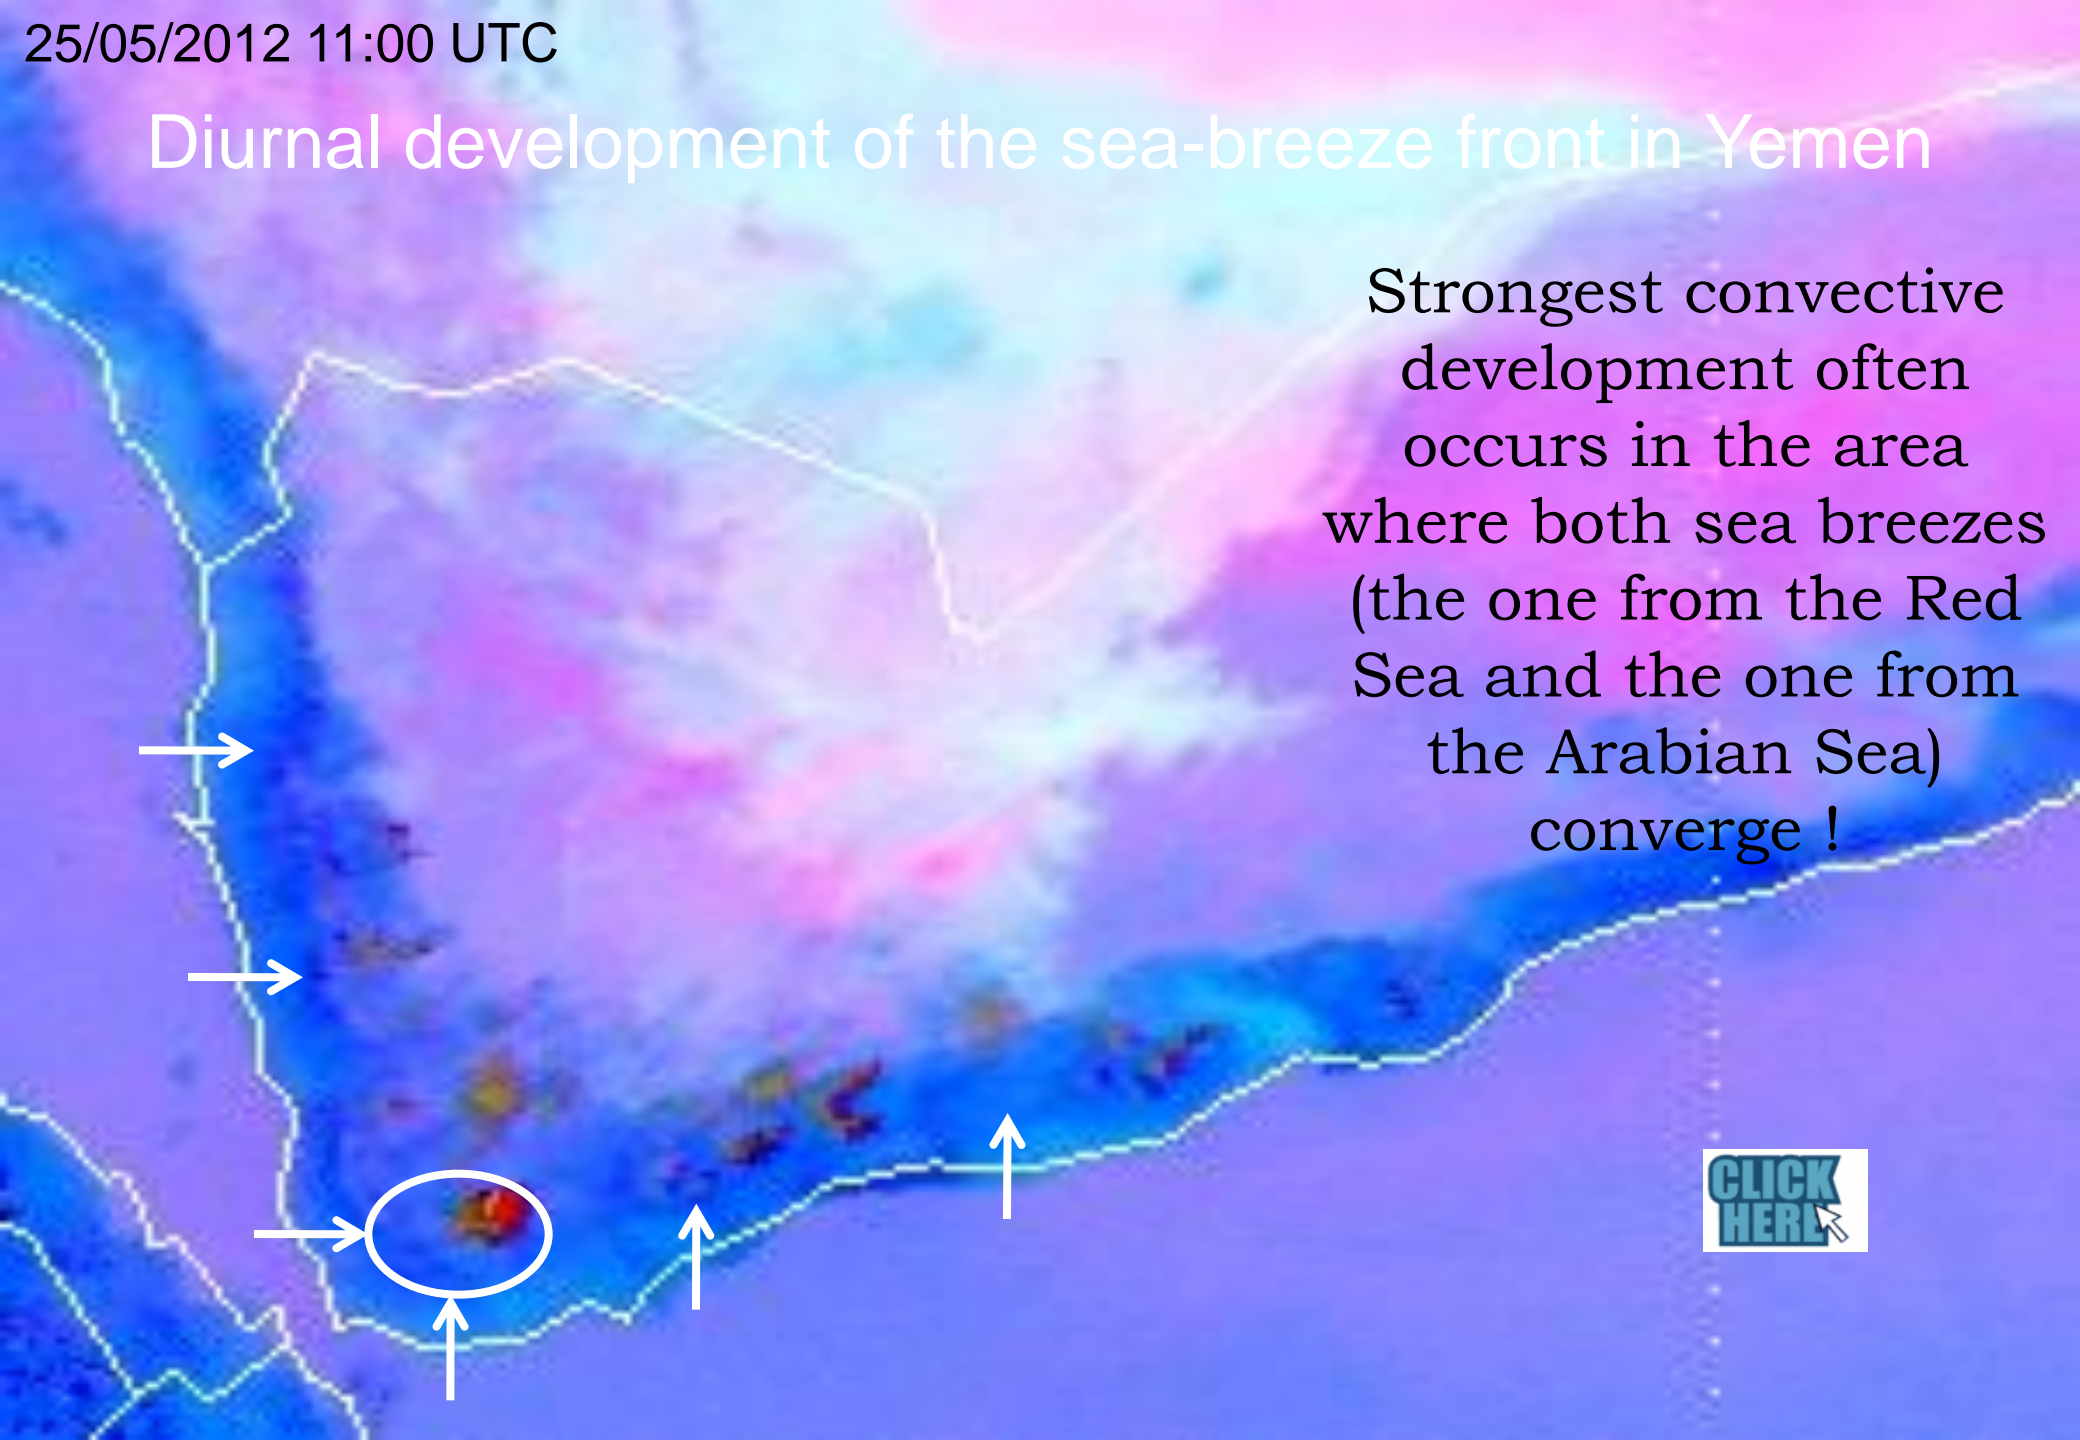 25/05/2012 11:00 UTC
Diurnal development of the sea-breeze front in Yemen
Strongest convective
development often
occurs in the area
where both sea breezes
(the one from the Red
Sea and the one from
the Arabian Sea)
converge !
CLICK
HERE